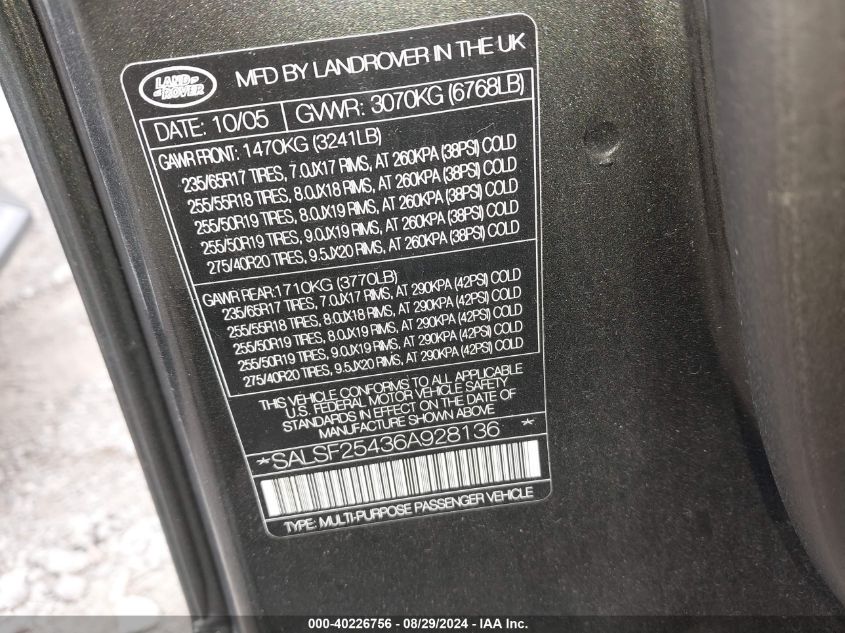 LAND ROVER
MFD BY LANDROVER IN THE UK
DATE: 10/05 GVWR: 3070KG (6768LB)
GAWR FRONT: 1470KG (3241LB)
235/65R17 TIRES, 7.0JX17 RIMS, AT 260KPA (38PSI) COLD
255/55R18 TIRES, 8.0JX18 RIMS, AT 260KPA (38PSI) COLD
255/50R19 TIRES, 8.0JX19 RIMS, AT 260KPA (38PSI) COLD
255/50R19 TIRES, 9.0JX19 RIMS, AT 260KPA (38PSI) COLD
275/40R20 TIRES, 9.5JX20 RIMS, AT 260KPA (38PSI) COLD
GAWR REAR:1710KG (3770LB)
235/65R17 TIRES, 7.0JX17 RIMS, AT 290KPA (42PSI) COLD
255/55R18 TIRES, 8.0JX18 RIMS, AT 290KPA (42PSI) COLD
255/50R19 TIRES, 8.0JX19 RIMS, AT 290KPA (42PSI) COLD
255/50R19 TIRES, 9.0JX19 RIMS, AT 290KPA (42PSI) COLD
275/40R20 TIRES, 9.5JX20 RIMS, AT 290KPA (42PSI) COLD
THIS VEHICLE CONFORMS TO ALL APPLICABLE
U.S. FEDERAL MOTOR VEHICLE SAFETY
STANDARDS IN EFFECT ON THE DATE OF
MANUFACTURE SHOWN ABOVE
*SALSF25436A928136*
TYPE: MULTI-PURPOSE PASSENGER VEHICLE
000-40226756 - 08/29/2024 - IAA Inc.